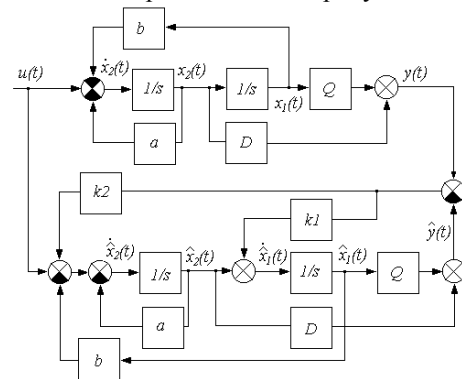 b
u(t)
ẋ₂(t)
x₂(t)
1/s
1/s
x₁(t)
Q
y(t)
a
D
k2
k1
ŷ(t)
x̂̇₂(t)
x̂₂(t)
x̂̇₁(t)
x̂₁(t)
1/s
1/s
Q
a
D
b